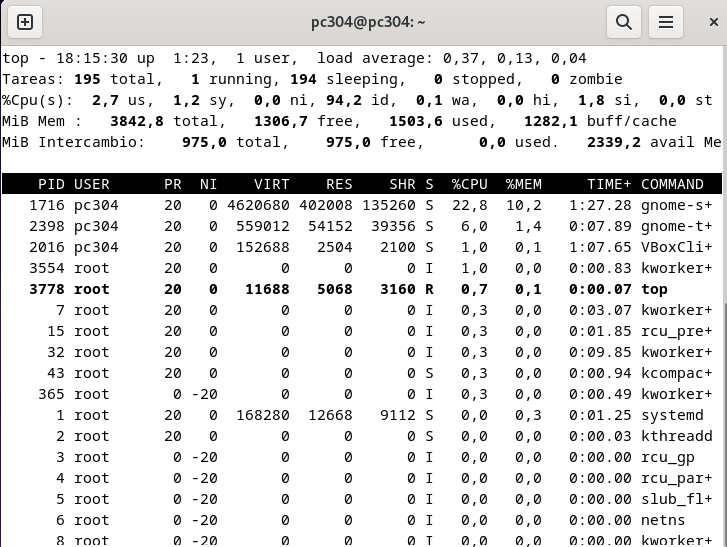 pc304@pc304: ~
top - 18:15:30 up  1:23,  1 user,  load average: 0,37, 0,13, 0,04
Tareas: 195 total,   1 running, 194 sleeping,   0 stopped,   0 zombie
%Cpu(s):  2,7 us,  1,2 sy,  0,0 ni, 94,2 id,  0,1 wa,  0,0 hi,  1,8 si,  0,0 st
MiB Mem :   3842,8 total,   1306,7 free,   1503,6 used,   1282,1 buff/cache
MiB Intercambio:    975,0 total,    975,0 free,      0,0 used.   2339,2 avail Me
PID USER      PR  NI    VIRT    RES    SHR S  %CPU  %MEM     TIME+ COMMAND
1716 pc304     20   0 4620680 402008 135260 S  22,8  10,2   1:27.28 gnome-s+
2398 pc304     20   0  559012  54152  39356 S   6,0   1,4   0:07.89 gnome-t+
2016 pc304     20   0  152688   2504   2100 S   1,0   0,1   1:07.65 VBoxCli+
3554 root      20   0       0      0      0 I   1,0   0,0   0:00.83 kworker+
3778 root      20   0   11688   5068   3160 R   0,7   0,1   0:00.07 top
7 root      20   0       0      0      0 I   0,3   0,0   0:03.07 kworker+
15 root      20   0       0      0      0 I   0,3   0,0   0:01.85 rcu_pre+
32 root      20   0       0      0      0 I   0,3   0,0   0:09.85 kworker+
43 root      20   0       0      0      0 S   0,3   0,0   0:00.94 kcompac+
365 root       0 -20       0      0      0 I   0,3   0,0   0:00.49 kworker+
1 root      20   0  168280  12668   9112 S   0,0   0,3   0:01.25 systemd
2 root      20   0       0      0      0 S   0,0   0,0   0:00.03 kthreadd
3 root       0 -20       0      0      0 I   0,0   0,0   0:00.00 rcu_gp
4 root       0 -20       0      0      0 I   0,0   0,0   0:00.00 rcu_par+
5 root       0 -20       0      0      0 I   0,0   0,0   0:00.00 slub_fl+
6 root       0 -20       0      0      0 I   0,0   0,0   0:00.00 netns
8 root       0 -20       0      0      0 I   0,0   0,0   0:00.00 kworker+